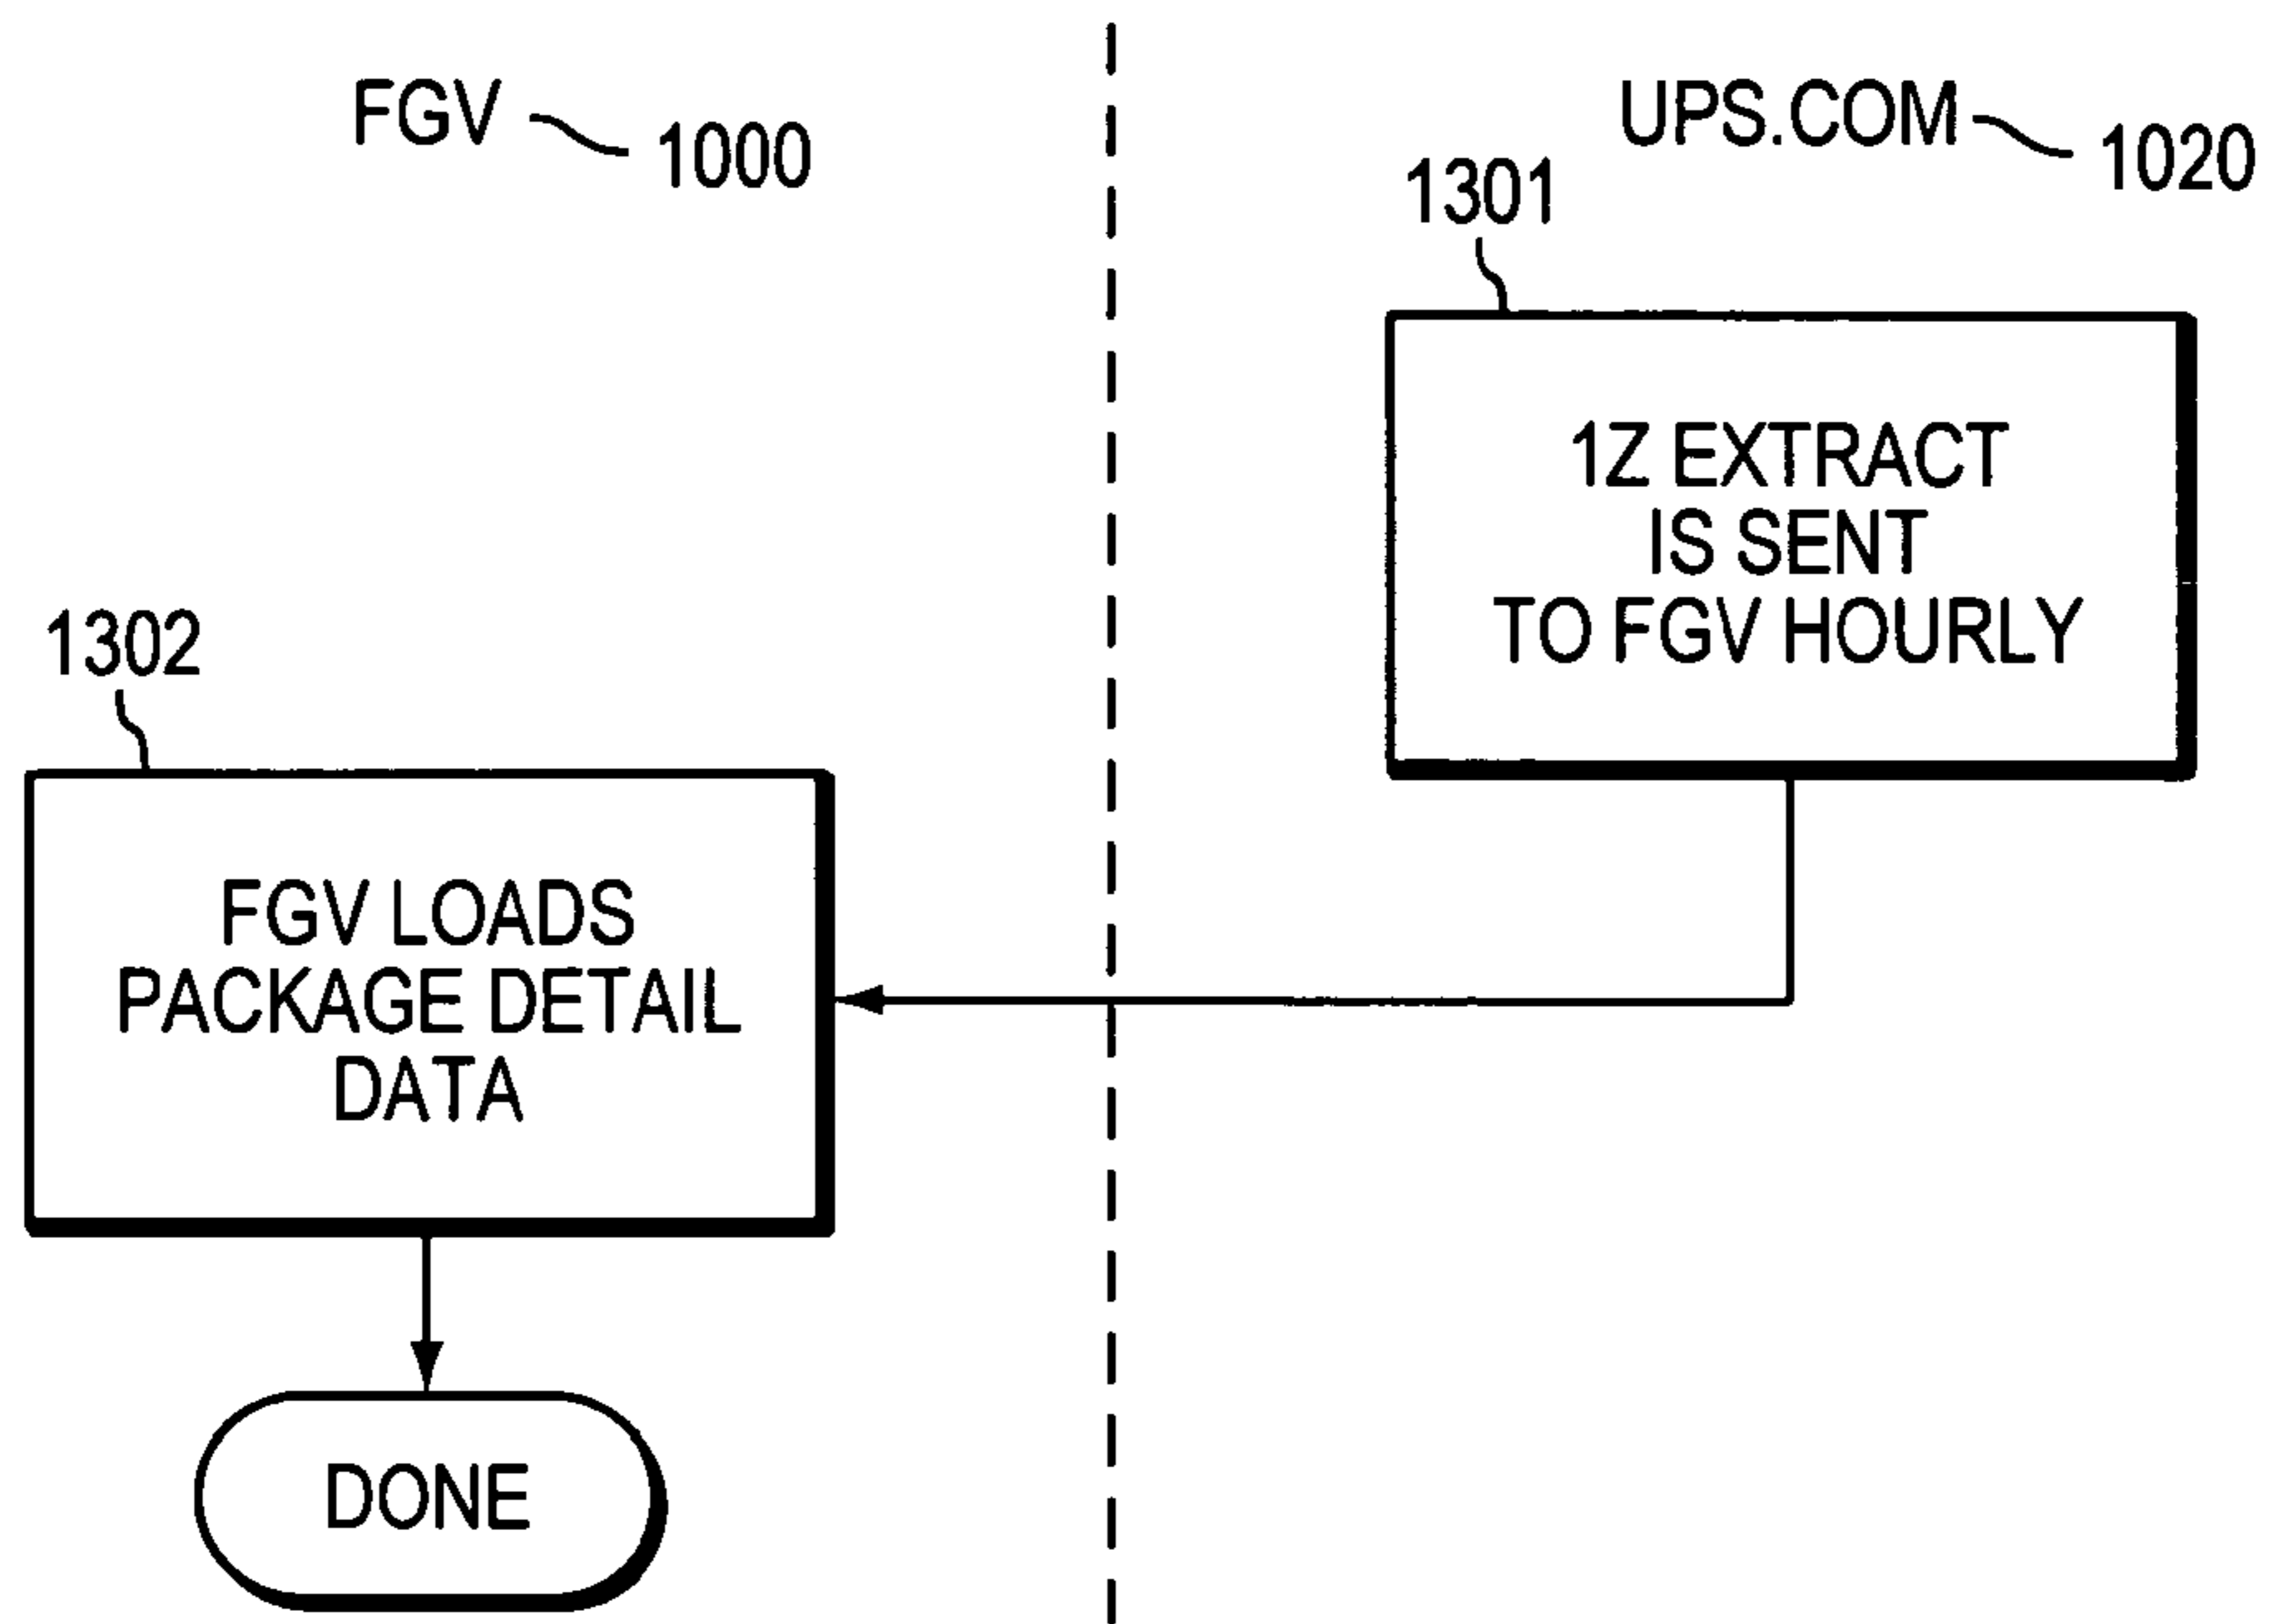 FGV 1000
UPS.COM 1020
1301
1Z EXTRACT
IS SENT
TO FGV HOURLY
1302
FGV LOADS
PACKAGE DETAIL
DATA
DONE